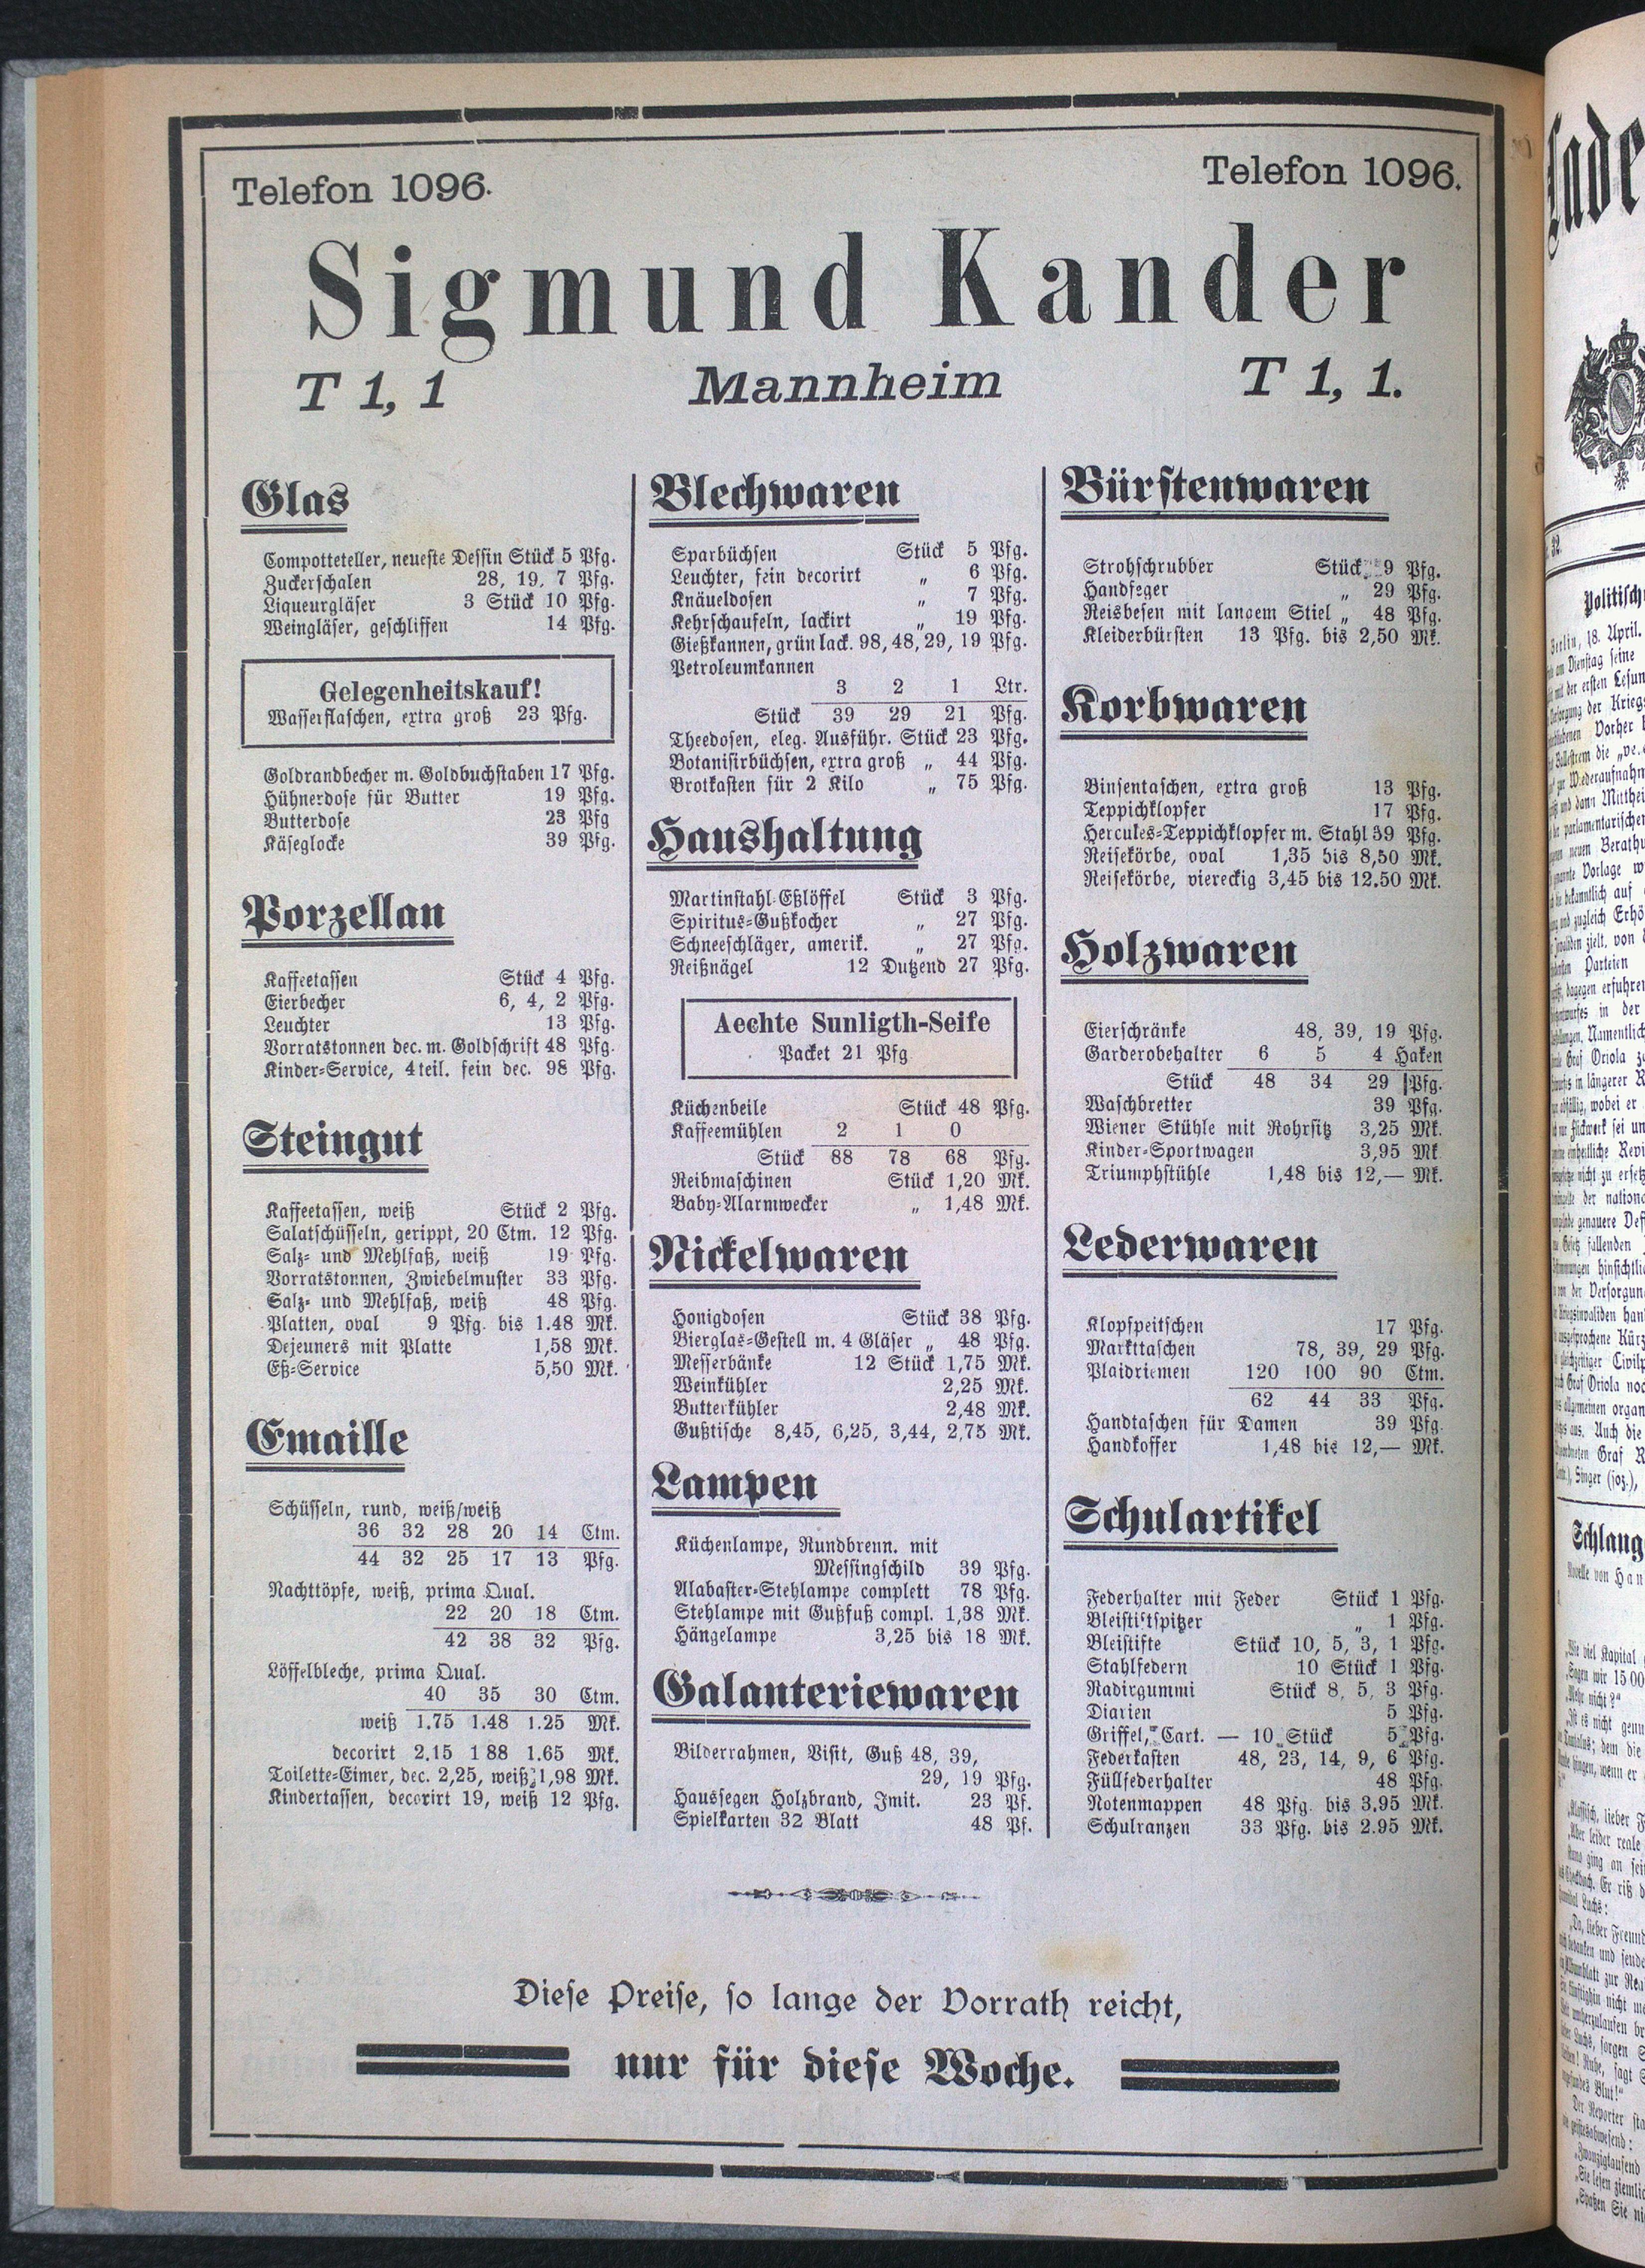 Telefon 1096.
Telefon 1096.
Sigmund Kander
T 1, 1 Mannheim T 1, 1.
Glas
Compotteteller, neueste Dessin Stück 5 Pfg.
Zuckerschalen 28, 19, 7 Pfg.
Liqueurgläser 3 Stück 10 Pfg.
Weingläser, geschliffen 14 Pfg.
Gelegenheitskauf!
Wasserflaschen, extra groß 23 Pfg.
Goldrandbecher m. Goldbuchstaben 17 Pfg.
Hühnerdose für Butter 19 Pfg.
Butterdose 23 Pfg
Käseglocke 39 Pfg.
Porzellan
Kaffeetassen Stück 4 Pfg.
Eierbecher 6, 4, 2 Pfg.
Leuchter 13 Pfg.
Vorratstonnen dec. m. Goldschrift 48 Pfg.
Kinder-Service, 4teil. fein dec. 98 Pfg.
Steingut
Kaffeetassen, weiß Stück 2 Pfg.
Salatschüsseln, gerippt, 20 Ctm. 12 Pfg.
Salz- und Mehlfaß, weiß 19 Pfg.
Vorratstonnen, Zwiebelmuster 33 Pfg.
Salz- und Mehlfaß, weiß 48 Pfg.
Platten, oval 9 Pfg. bis 1.48 Mk.
Dejeuners mit Platte 1,58 Mk.
Eß-Service 5,50 Mk.
Emaille
Schüsseln, rund, weiß/weiß
36 32 28 20 14 Ctm.
44 32 25 17 13 Pfg.
Nachttöpfe, weiß, prima Qual.
22 20 18 Ctm.
42 38 32 Pfg.
Löffelbleche, prima Qual.
40 35 30 Ctm.
weiß 1.75 1.48 1.25 Mk.
decorirt 2.15 1 88 1.65 Mk.
Toilette-Eimer, dec. 2,25, weiß 1,98 Mk.
Kindertassen, decorirt 19, weiß 12 Pfg.
Blechwaren
Sparbüchsen Stück 5 Pfg.
Leuchter, fein decorirt „ 6 Pfg.
Knäueldosen „ 7 Pfg.
Kehrschaufeln, lackirt „ 19 Pfg.
Gießkannen, grün lack. 98, 48, 29, 19 Pfg.
Petroleumkannen
3 2 1 Ltr.
Stück 39 29 21 Pfg.
Theedosen, eleg. Ausführ. Stück 23 Pfg.
Botanisirbüchsen, extra groß „ 44 Pfg.
Brotkasten für 2 Kilo „ 75 Pfg.
Haushaltung
Martinstahl-Eßlöffel Stück 3 Pfg.
Spiritus-Gußkocher „ 27 Pfg.
Schneeschläger, amerik. „ 27 Pfg.
Reißnägel 12 Dutzend 27 Pfg.
Aechte Sunligth-Seife
Packet 21 Pfg
Küchenbeile Stück 48 Pfg.
Kaffeemühlen 2 1 0
Stück 88 78 68 Pfg.
Reibmaschinen Stück 1,20 Mk.
Baby-Alarmwecker „ 1,48 Mk.
Nickelwaren
Honigdosen Stück 38 Pfg.
Bierglas-Gestell m. 4 Gläser „ 48 Pfg.
Messerbänke 12 Stück 1,75 Mk.
Weinkühler 2,25 Mk.
Butterkühler 2,48 Mk.
Gußtische 8,45, 6,25, 3,44, 2,75 Mk.
Lampen
Küchenlampe, Rundbrenn. mit
Messingschild 39 Pfg.
Alabaster-Stehlampe complett 78 Pfg.
Stehlampe mit Gußfuß compl. 1,38 Mk.
Hängelampe 3,25 bis 18 Mk.
Galanteriewaren
Bilderrahmen, Visit, Guß 48, 39,
29, 19 Pfg.
Haussegen Holzbrand, Imit. 23 Pf.
Spielkarten 32 Blatt 48 Pf.
Bürstenwaren
Strohschrubber Stück 9 Pfg.
Handfeger „ 29 Pfg.
Reisbesen mit langem Stiel „ 48 Pfg.
Kleiderbürsten 13 Pfg. bis 2,50 Mk.
Korbwaren
Binsentaschen, extra groß 13 Pfg.
Teppichklopfer 17 Pfg.
Hercules-Teppichklopfer m. Stahl 39 Pfg.
Reisekörbe, oval 1,35 bis 8,50 Mk.
Reisekörbe, viereckig 3,45 bis 12.50 Mk.
Holzwaren
Eierschränke 48, 39, 19 Pfg.
Garderobehalter 6 5 4 Haken
Stück 48 34 29 Pfg.
Waschbretter 39 Pfg.
Wiener Stühle mit Rohrsitz 3,25 Mk.
Kinder-Sportwagen 3,95 Mk
Triumphstühle 1,48 bis 12,— Mk.
Lederwaren
Klopfpeitschen 17 Pfg.
Markttaschen 78, 39, 29 Pfg.
Plaidriemen 120 100 90 Ctm.
62 44 33 Pfg.
Handtaschen für Damen 39 Pfg.
Handkoffer 1,48 bis 12,— Mk.
Schulartikel
Federhalter mit Feder Stück 1 Pfg.
Bleistiftspitzer „ 1 Pfg.
Bleistifte Stück 10, 5, 3, 1 Pfg.
Stahlfedern 10 Stück 1 Pfg.
Radirgummi Stück 8, 5, 3 Pfg.
Diarien 5 Pfg.
Griffel, Cart. — 10 Stück 5 Pfg.
Federkasten 48, 23, 14, 9, 6 Pfg.
Füllfederhalter 48 Pfg.
Notenmappen 48 Pfg. bis 3.95 Mk.
Schulranzen 33 Pfg. bis 2.95 Mk.
Diese Preise, so lange der Vorrath reicht,
nur für diese Woche.